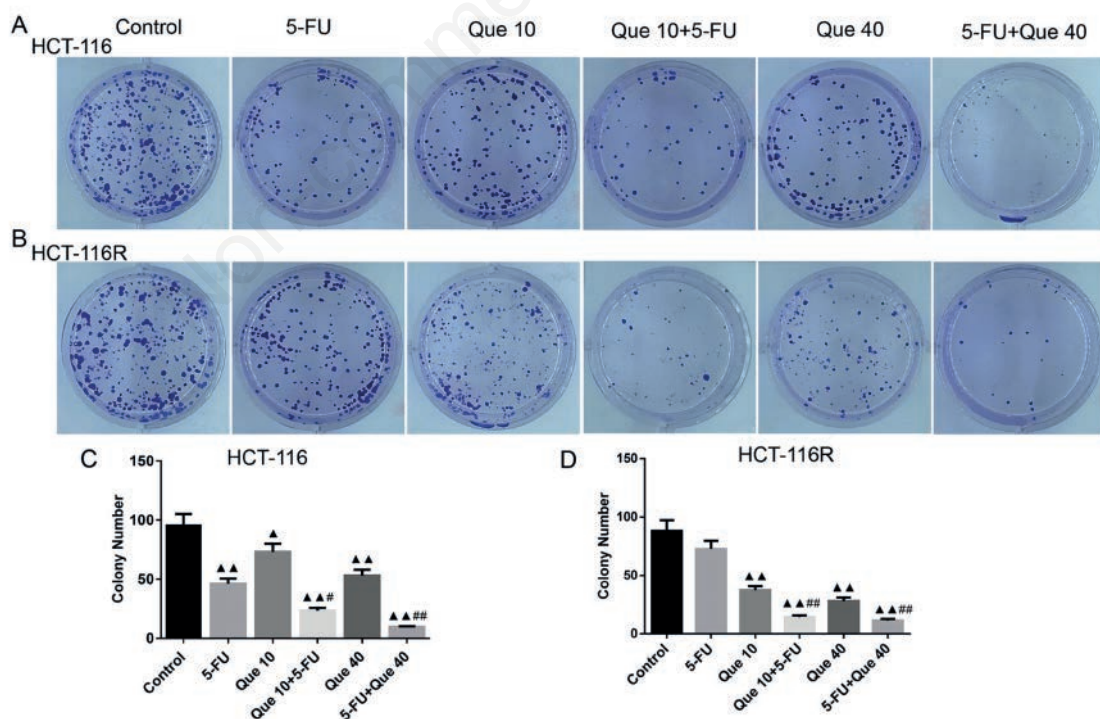 A
Control
5-FU
Que 10
Que 10+5-FU
Que 40
5-FU+Que 40
HCT-116
B
HCT-116R
C
HCT-116
Colony Number
150
100
50
0
▲▲
▲
▲▲#
▲▲
▲▲##
Control
5-FU
Que 10
Que 10+5-FU
Que 40
5-FU+Que 40
D
HCT-116R
Colony Number
150
100
50
0
▲▲
▲▲##
▲▲
▲▲##
Control
5-FU
Que 10
Que 10+5-FU
Que 40
5-FU+Que 40